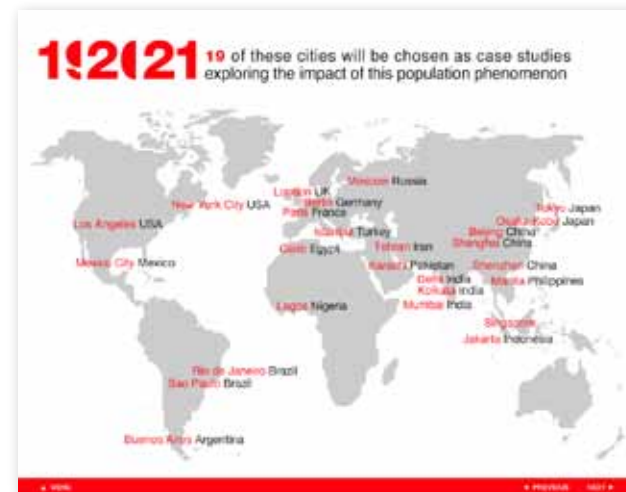 192021 19 of these cities will be chosen as case studies
exploring the impact of this population phenomenon
Moscow Russia
London UK
Berlin Germany
New York City USA
Paris France
Tokyo Japan
Osaka-Kobe Japan
Los Angeles USA
Istanbul Turkey
Beijing China
Shanghai China
Cairo Egypt
Tehran Iran
Mexico City Mexico
Karachi Pakistan
Shenzhen China
Delhi India
Manila Philippines
Kolkata India
Lagos Nigeria
Mumbai India
Singapore
Jakarta Indonesia
Rio de Janeiro Brazil
Sao Paulo Brazil
Buenos Aires Argentina
MENU
PREVIOUS NEXT